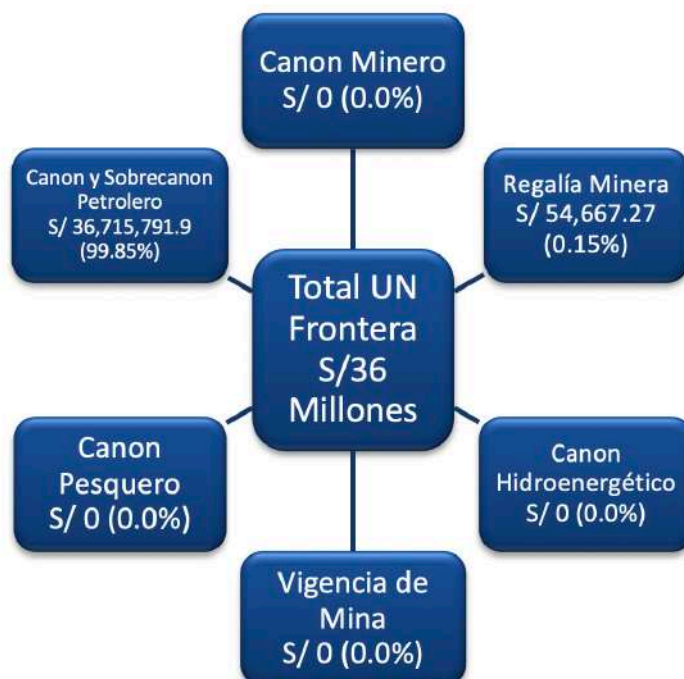 Canon Minero
S/ 0 (0.0%)
Canon y Sobrecanon
Petrolero
S/ 36,715,791.9
(99.85%)
Regalía Minera
S/ 54,667.27
(0.15%)
Total UN
Frontera
S/36
Millones
Canon
Pesquero
S/ 0 (0.0%)
Canon
Hidroenergético
S/ 0 (0.0%)
Vigencia de
Mina
S/ 0 (0.0%)